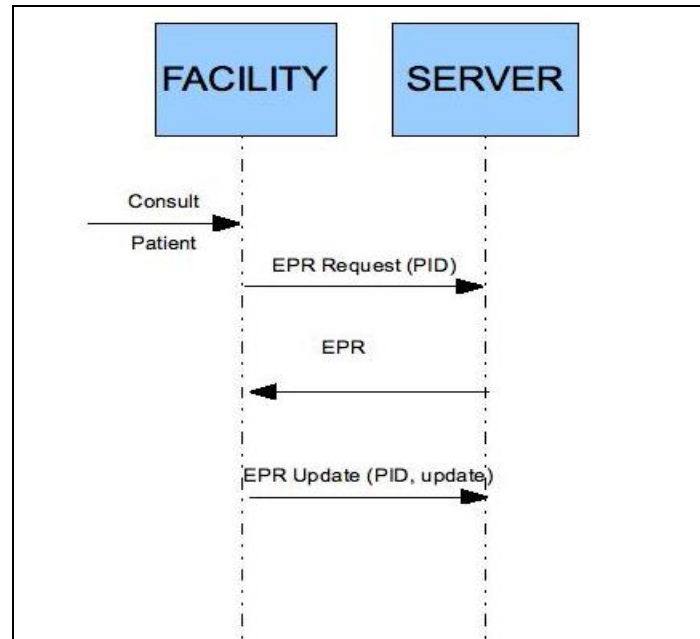 FACILITY
SERVER
Consult
Patient
EPR Request (PID)
EPR
EPR Update (PID, update)